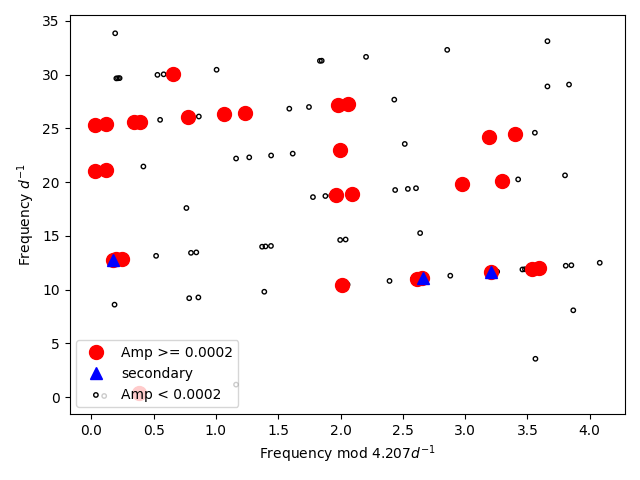 35
30
25
20
15
10
5
0
Frequency $d^{-1}$
Amp >= 0.0002
secondary
Amp < 0.0002
0.0 0.5 1.0 1.5 2.0 2.5 3.0 3.5 4.0
Frequency mod 4.207$d^{-1}$